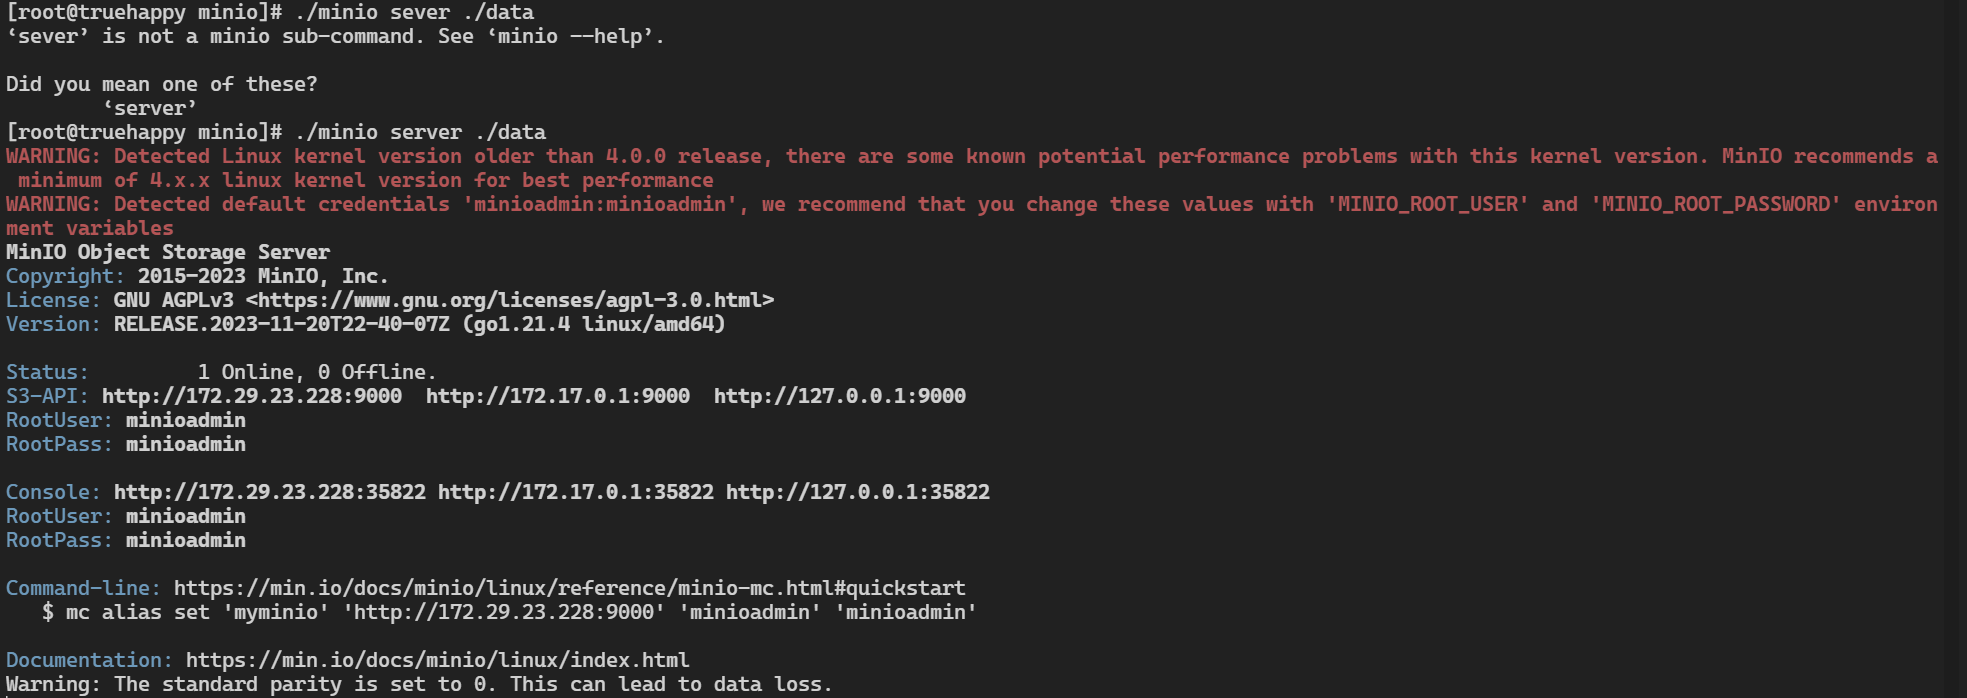 [root@truehappy minio]# ./minio sever ./data
‘sever’ is not a minio sub-command. See ‘minio --help’.
Did you mean one of these?
‘server’
[root@truehappy minio]# ./minio server ./data
WARNING: Detected Linux kernel version older than 4.0.0 release, there are some known potential performance problems with this kernel version. MinIO recommends a
minimum of 4.x.x linux kernel version for best performance
WARNING: Detected default credentials 'minioadmin:minioadmin', we recommend that you change these values with 'MINIO_ROOT_USER' and 'MINIO_ROOT_PASSWORD' environ
ment variables
MinIO Object Storage Server
Copyright: 2015-2023 MinIO, Inc.
License: GNU AGPLv3 <https://www.gnu.org/licenses/agpl-3.0.html>
Version: RELEASE.2023-11-20T22-40-07Z (go1.21.4 linux/amd64)
Status:         1 Online, 0 Offline.
S3-API: http://172.29.23.228:9000  http://172.17.0.1:9000  http://127.0.0.1:9000
RootUser: minioadmin
RootPass: minioadmin
Console: http://172.29.23.228:35822 http://172.17.0.1:35822 http://127.0.0.1:35822
RootUser: minioadmin
RootPass: minioadmin
Command-line: https://min.io/docs/minio/linux/reference/minio-mc.html#quickstart
$ mc alias set 'myminio' 'http://172.29.23.228:9000' 'minioadmin' 'minioadmin'
Documentation: https://min.io/docs/minio/linux/index.html
Warning: The standard parity is set to 0. This can lead to data loss.